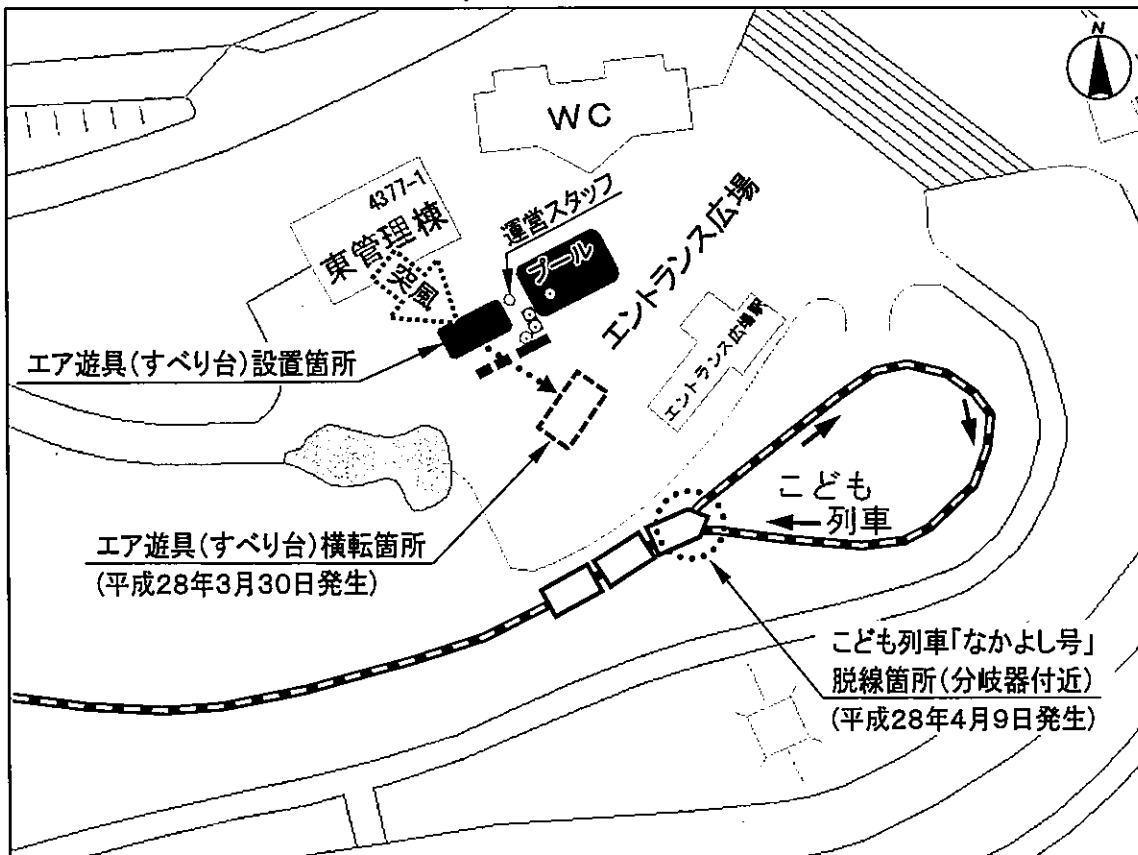 N
WC
4377-1
東管理棟
突風
運営スタッフ
プール
エントランス広場
エントランス広場駅
エア遊具(すべり台)設置箇所
エア遊具(すべり台)横転箇所
(平成28年3月30日発生)
こども
列車
こども列車「なかよし号」
脱線箇所(分岐器付近)
(平成28年4月9日発生)